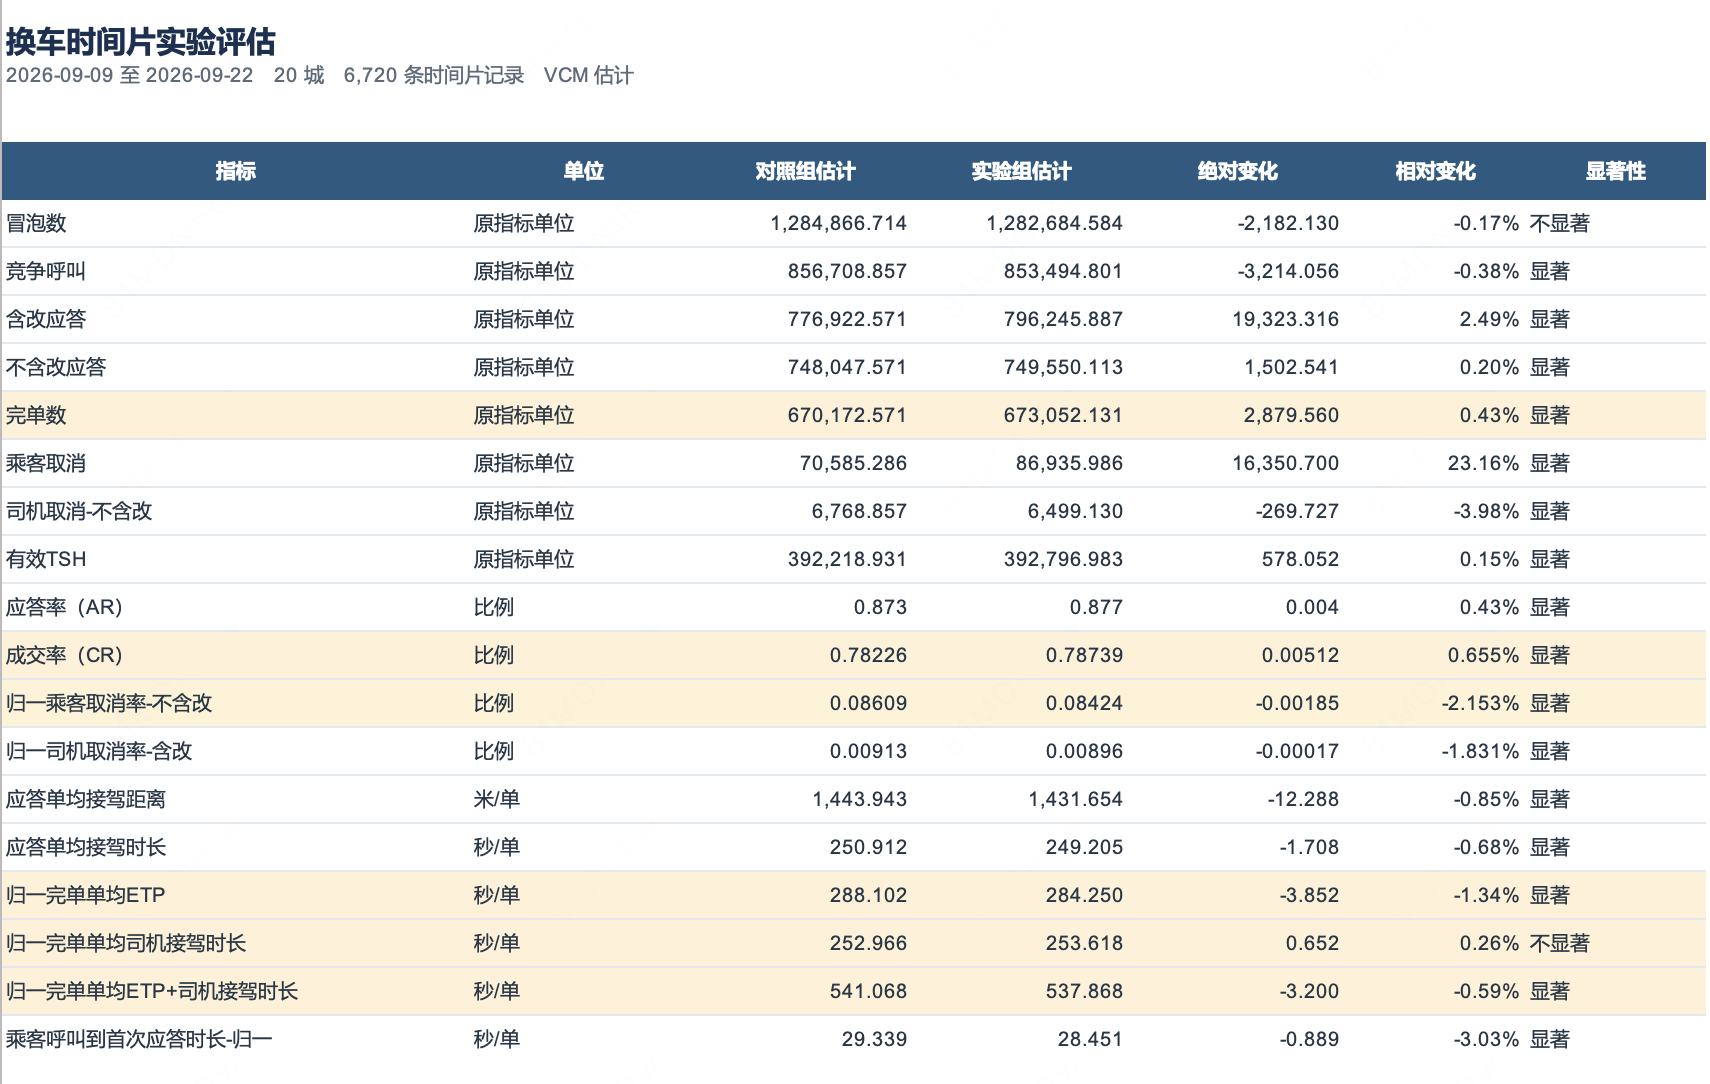 换车时间片实验评估
2026-09-09 至 2026-09-22 20 城 6,720 条时间片记录 VCM 估计
指标 单位 对照组估计 实验组估计 绝对变化 相对变化 显著性
冒泡数 原指标单位 1,284,866.714 1,282,684.584 -2,182.130 -0.17% 不显著
竞争呼叫 原指标单位 856,708.857 853,494.801 -3,214.056 -0.38% 显著
含改应答 原指标单位 776,922.571 796,245.887 19,323.316 2.49% 显著
不含改应答 原指标单位 748,047.571 749,550.113 1,502.541 0.20% 显著
完单数 原指标单位 670,172.571 673,052.131 2,879.560 0.43% 显著
乘客取消 原指标单位 70,585.286 86,935.986 16,350.700 23.16% 显著
司机取消-不含改 原指标单位 6,768.857 6,499.130 -269.727 -3.98% 显著
有效TSH 原指标单位 392,218.931 392,796.983 578.052 0.15% 显著
应答率（AR） 比例 0.873 0.877 0.004 0.43% 显著
成交率（CR） 比例 0.78226 0.78739 0.00512 0.655% 显著
归一乘客取消率-不含改 比例 0.08609 0.08424 -0.00185 -2.153% 显著
归一司机取消率-含改 比例 0.00913 0.00896 -0.00017 -1.831% 显著
应答单均接驾距离 米/单 1,443.943 1,431.654 -12.288 -0.85% 显著
应答单均接驾时长 秒/单 250.912 249.205 -1.708 -0.68% 显著
归一完单单均ETP 秒/单 288.102 284.250 -3.852 -1.34% 显著
归一完单单均司机接驾时长 秒/单 252.966 253.618 0.652 0.26% 不显著
归一完单单均ETP+司机接驾时长 秒/单 541.068 537.868 -3.200 -0.59% 显著
乘客呼叫到首次应答时长-归一 秒/单 29.339 28.451 -0.889 -3.03% 显著